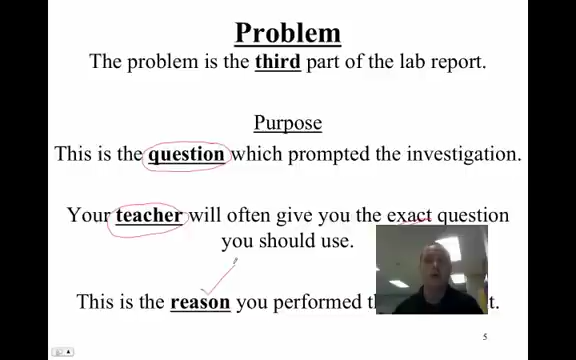 Problem
The problem is the third part of the lab report.
Purpose
This is the question which prompted the investigation.
Your teacher will often give you the exact question
you should use.
This is the reason you performed t
5